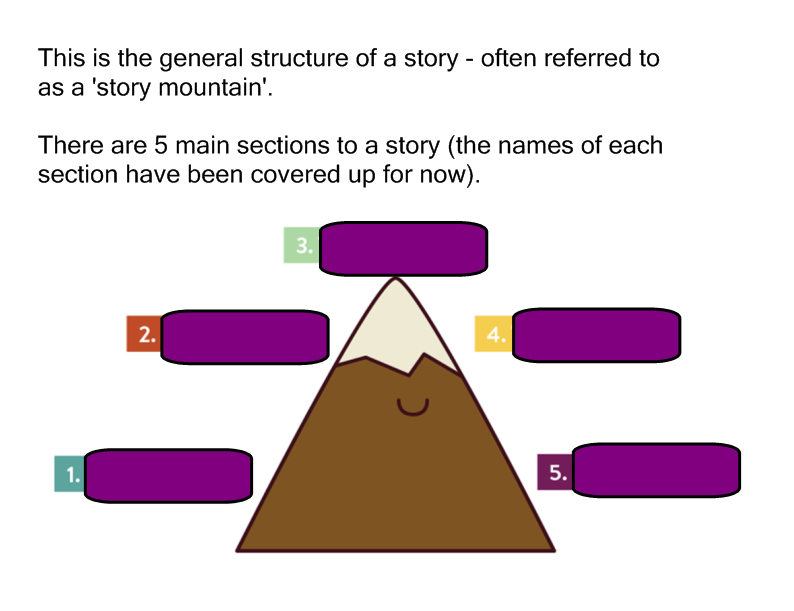 This is the general structure of a story - often referred to
as a 'story mountain'.
There are 5 main sections to a story (the names of each
section have been covered up for now).
3.
2.
4.
1.
5.